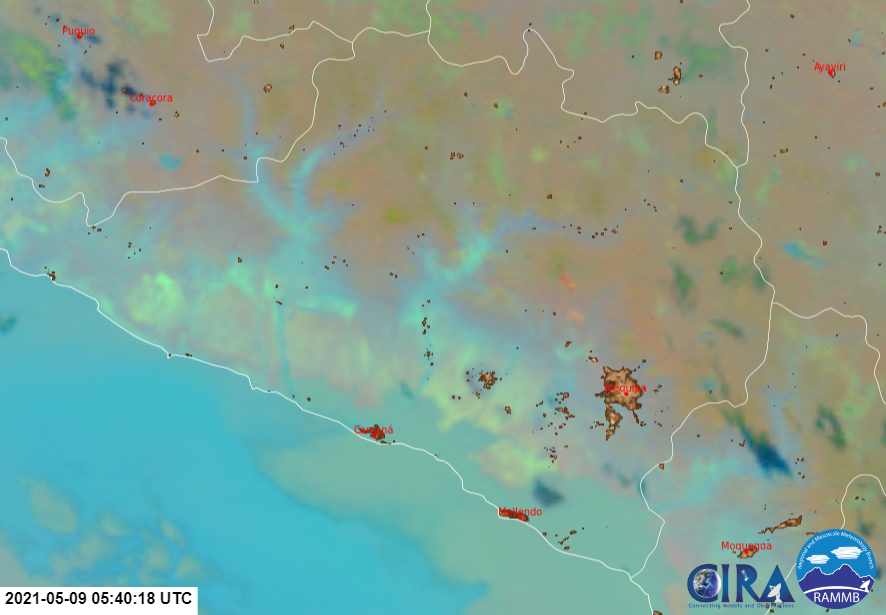 Puquio
Coracora
Ayaviri
Arequipa
Camaná
Mollendo
Moquegua
2021-05-09 05:40:18 UTC
CIRA
Connecting Models and Observations
Regional and Mesoscale Meteorology Branch
RAMMB